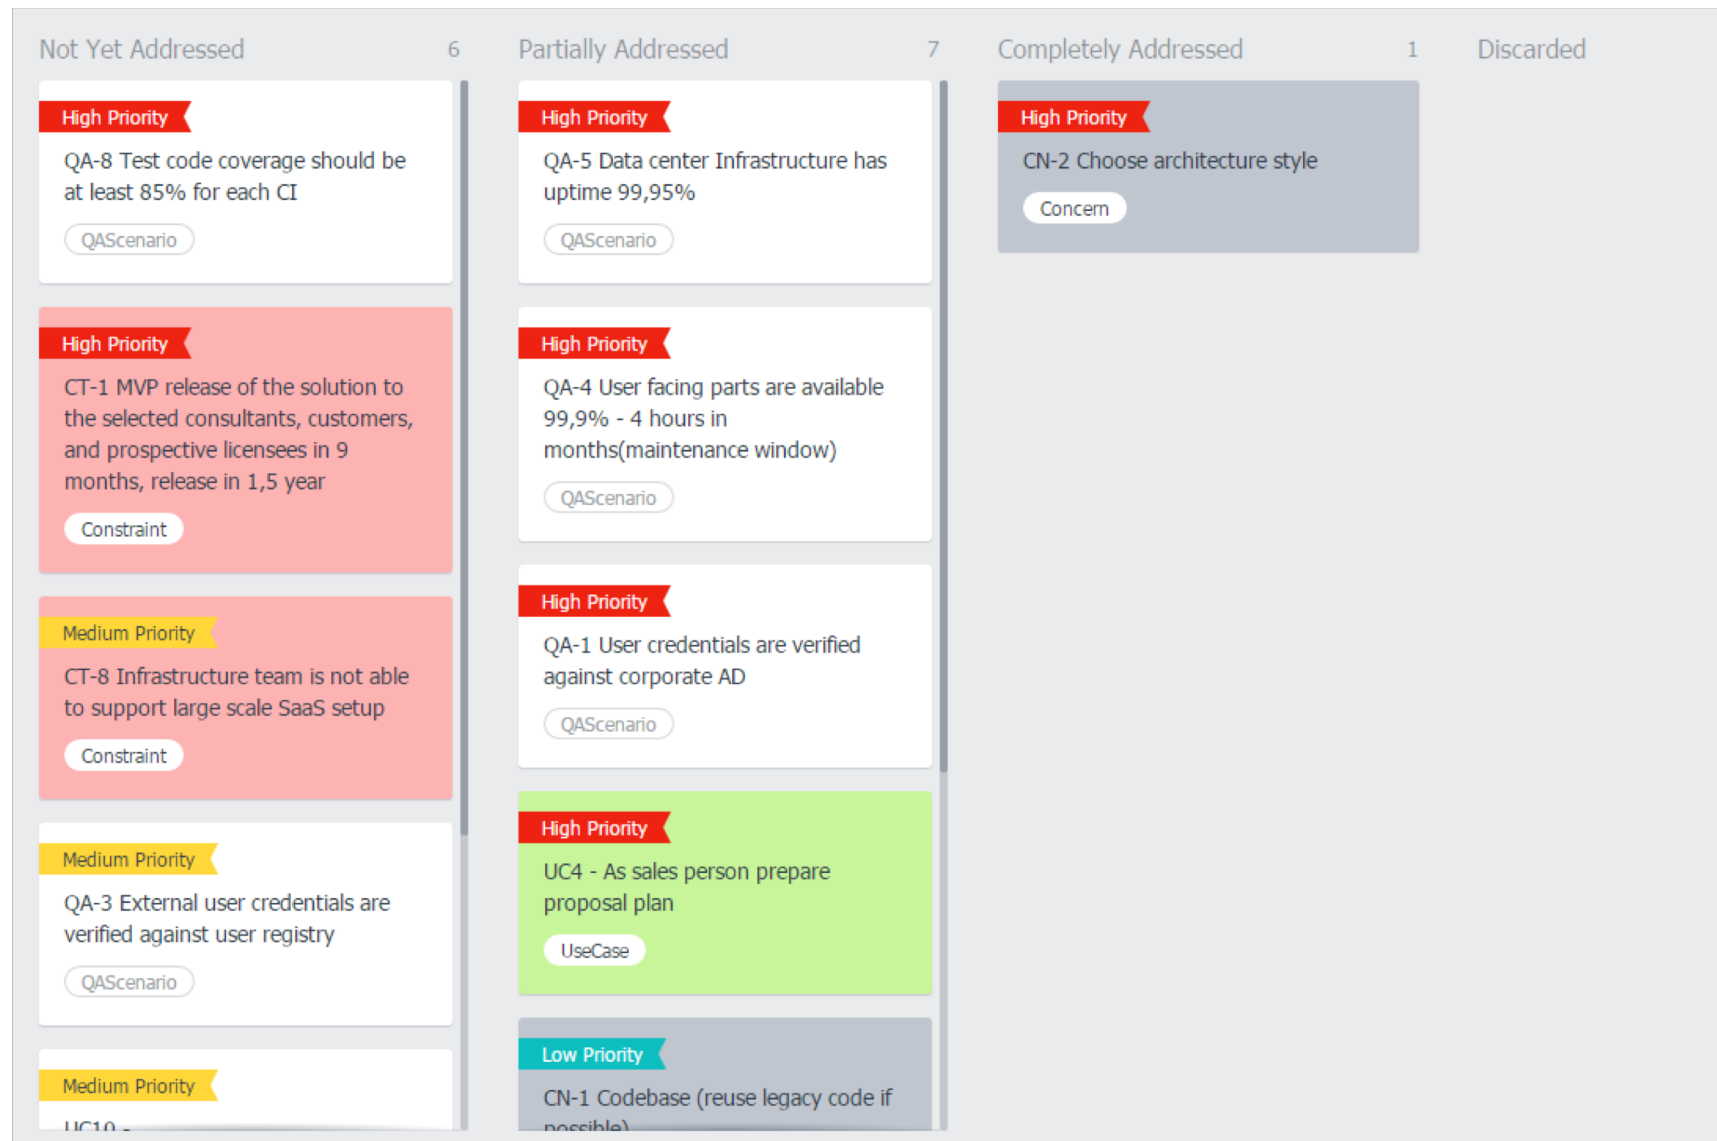 Not Yet Addressed 6
High Priority
QA-8 Test code coverage should be
at least 85% for each CI
QAScenario
High Priority
CT-1 MVP release of the solution to
the selected consultants, customers,
and prospective licensees in 9
months, release in 1,5 year
Constraint
Medium Priority
CT-8 Infrastructure team is not able
to support large scale SaaS setup
Constraint
Medium Priority
QA-3 External user credentials are
verified against user registry
QAScenario
Medium Priority
UC10 -
Partially Addressed 7
High Priority
QA-5 Data center Infrastructure has
uptime 99,95%
QAScenario
High Priority
QA-4 User facing parts are available
99,9% - 4 hours in
months(maintenance window)
QAScenario
High Priority
QA-1 User credentials are verified
against corporate AD
QAScenario
High Priority
UC4 - As sales person prepare
proposal plan
UseCase
Low Priority
CN-1 Codebase (reuse legacy code if
possible)
Completely Addressed 1
High Priority
CN-2 Choose architecture style
Concern
Discarded